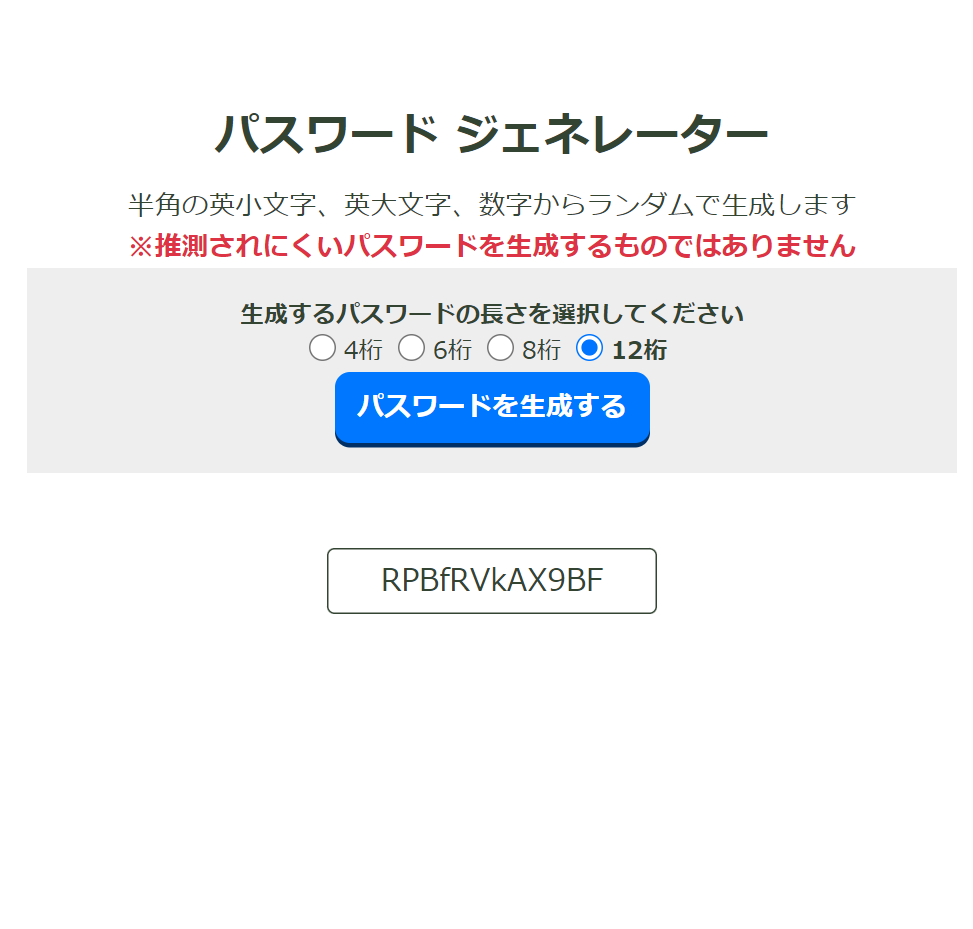 パスワード ジェネレーター
半角の英小文字、英大文字、数字からランダムで生成します
※推測されにくいパスワードを生成するものではありません
生成するパスワードの長さを選択してください
4桁 6桁 8桁 12桁
パスワードを生成する
RPBfRVkAX9BF